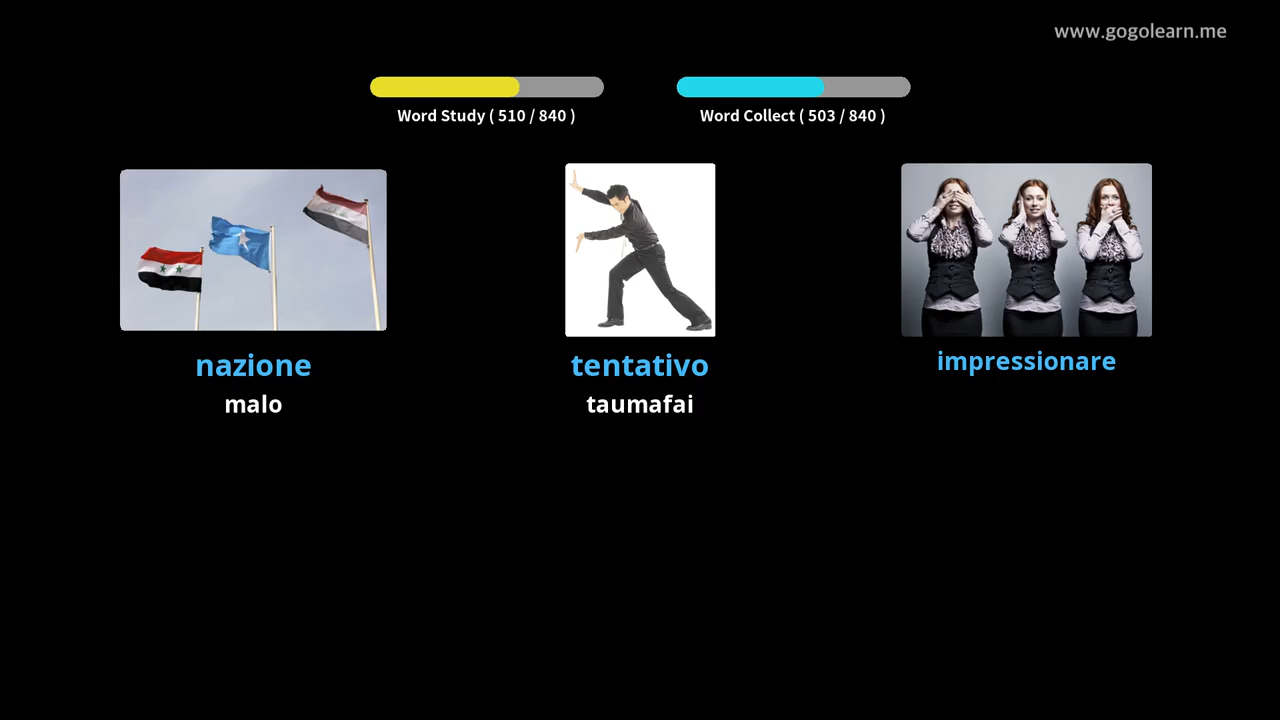 www.gogolearn.me
Word Study ( 510 / 840 )
Word Collect ( 503 / 840 )
nazione
tentativo
impressionare
malo
taumafai